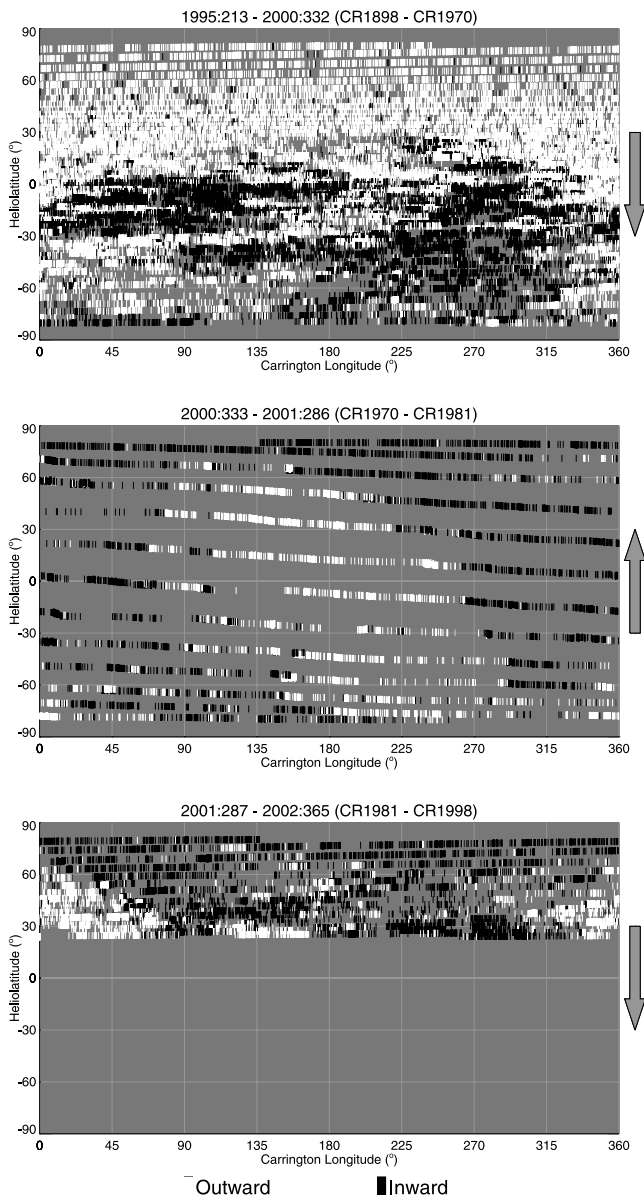 1995:213 - 2000:332 (CR1898 - CR1970)
90
60
30
0
-30
-60
-90
Heliolatitude (°)
0 45 90 135 180 225 270 315 360
Carrington Longitude (°)
2000:333 - 2001:286 (CR1970 - CR1981)
90
60
30
0
-30
-60
-90
Heliolatitude (°)
0 45 90 135 180 225 270 315 360
Carrington Longitude (°)
2001:287 - 2002:365 (CR1981 - CR1998)
90
60
30
0
-30
-60
-90
Heliolatitude (°)
0 45 90 135 180 225 270 315 360
Carrington Longitude (°)
Outward Inward